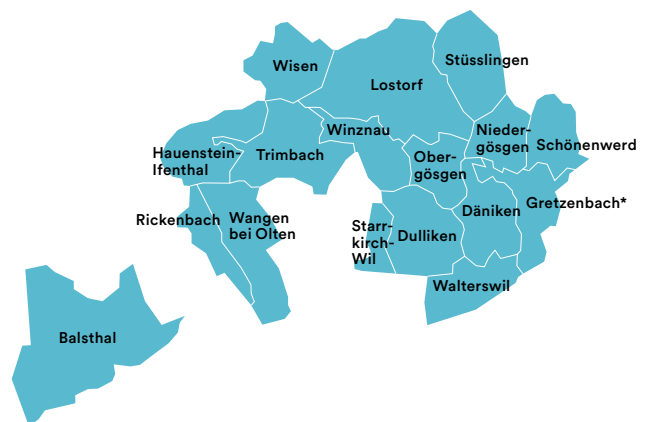 Stüsslingen
Wisen
Lostorf
Winznau
Nieder-
gösgen
Schönenwerd
Hauenstein-
Ifenthal
Trimbach
Ober-
gösgen
Gretzenbach*
Däniken
Rickenbach
Wangen
bei Olten
Starr-
kirch-
Wil
Dulliken
Walterswil
Balsthal